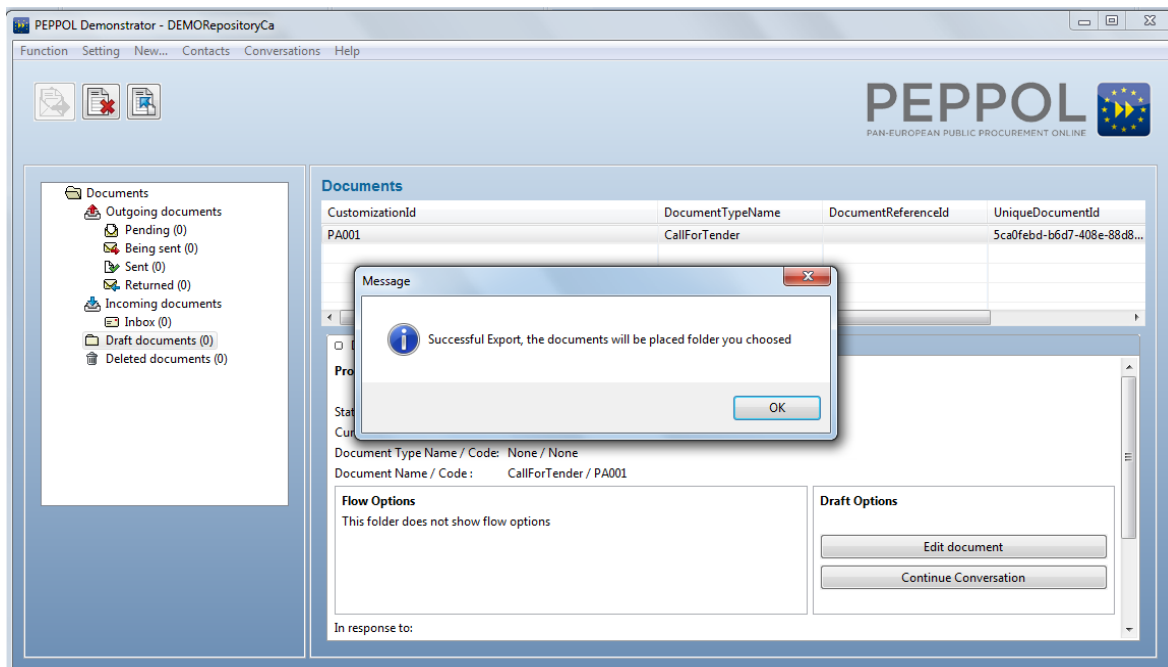 PEPPOL Demonstrator - DEMORepositoryCa
Function Setting New... Contacts Conversations Help
PEPPOL
PAN-EUROPEAN PUBLIC PROCUREMENT ONLINE
Documents
Outgoing documents
Pending (0)
Being sent (0)
Sent (0)
Returned (0)
Incoming documents
Inbox (0)
Draft documents (0)
Deleted documents (0)
Documents
CustomizationId DocumentTypeName DocumentReferenceId UniqueDocumentId
PA001 CallForTender 5ca0febd-b6d7-408e-88d8...
Message
Successful Export, the documents will be placed folder you choosed
OK
Pro
Stat
Cur
Document Type Name / Code: None / None
Document Name / Code : CallForTender / PA001
Flow Options
This folder does not show flow options
Draft Options
Edit document
Continue Conversation
In response to: